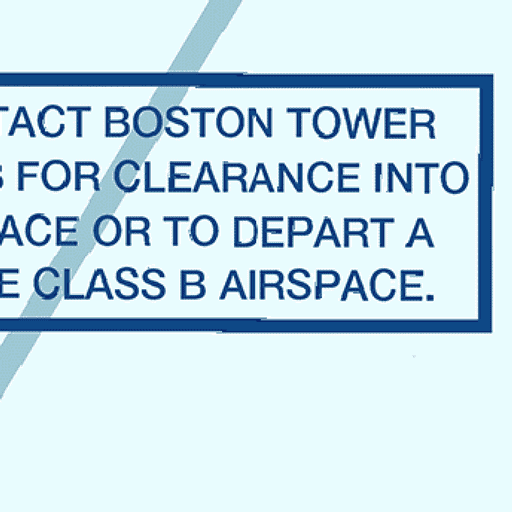 TACT BOSTON TOWER
S FOR CLEARANCE INTO
ACE OR TO DEPART A
E CLASS B AIRSPACE.